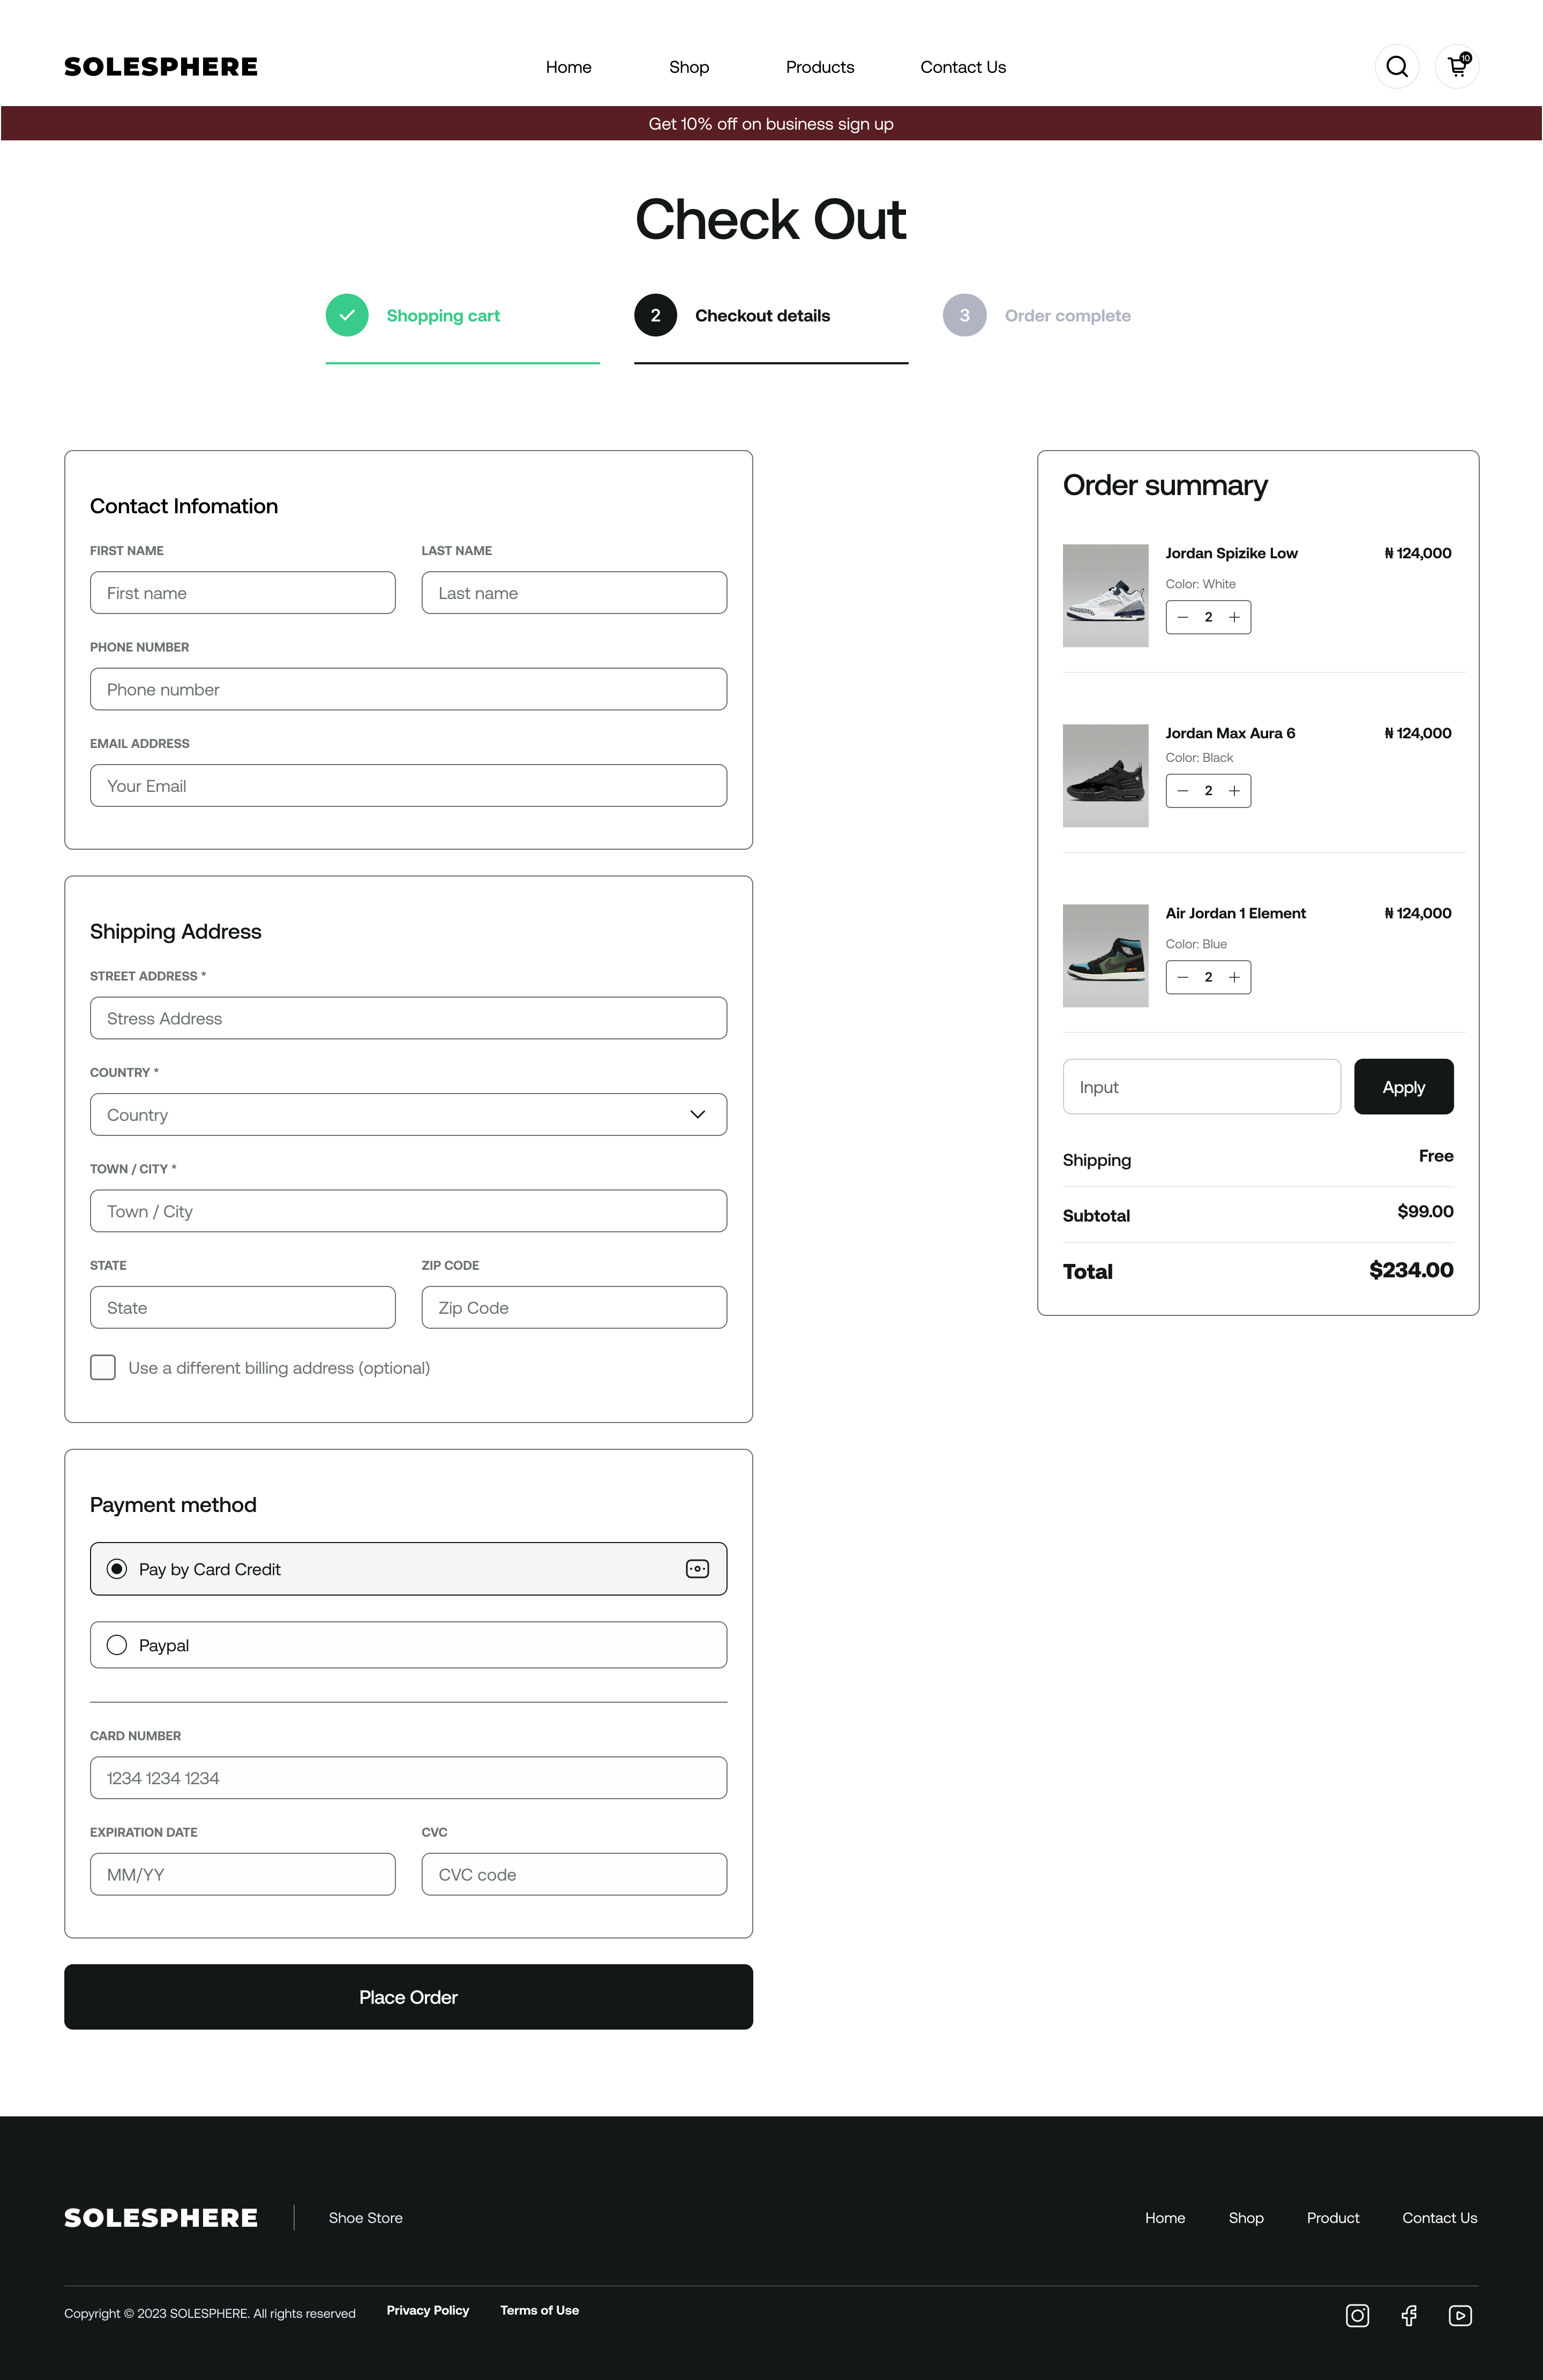 SOLESPHERE
Home Shop Products Contact Us
10
Get 10% off on business sign up
Check Out
Shopping cart
2 Checkout details
3 Order complete
Contact Infomation
FIRST NAME LAST NAME
First name Last name
PHONE NUMBER
Phone number
EMAIL ADDRESS
Your Email
Shipping Address
STREET ADDRESS *
Stress Address
COUNTRY *
Country
TOWN / CITY *
Town / City
STATE ZIP CODE
State Zip Code
Use a different billing address (optional)
Payment method
Pay by Card Credit
Paypal
CARD NUMBER
1234 1234 1234
EXPIRATION DATE CVC
MM/YY CVC code
Place Order
Order summary
Jordan Spizike Low ₦ 124,000
Color: White
2
Jordan Max Aura 6 ₦ 124,000
Color: Black
2
Air Jordan 1 Element ₦ 124,000
Color: Blue
2
Input Apply
Shipping Free
Subtotal $99.00
Total $234.00
SOLESPHERE Shoe Store Home Shop Product Contact Us
Copyright © 2023 SOLESPHERE. All rights reserved Privacy Policy Terms of Use